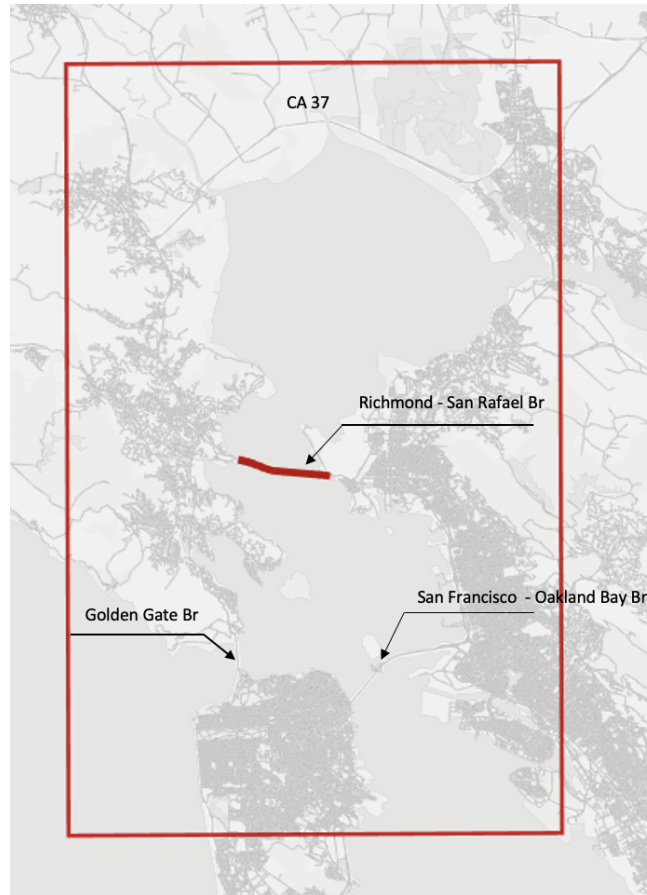 CA 37
Richmond - San Rafael Br
San Francisco - Oakland Bay Br
Golden Gate Br